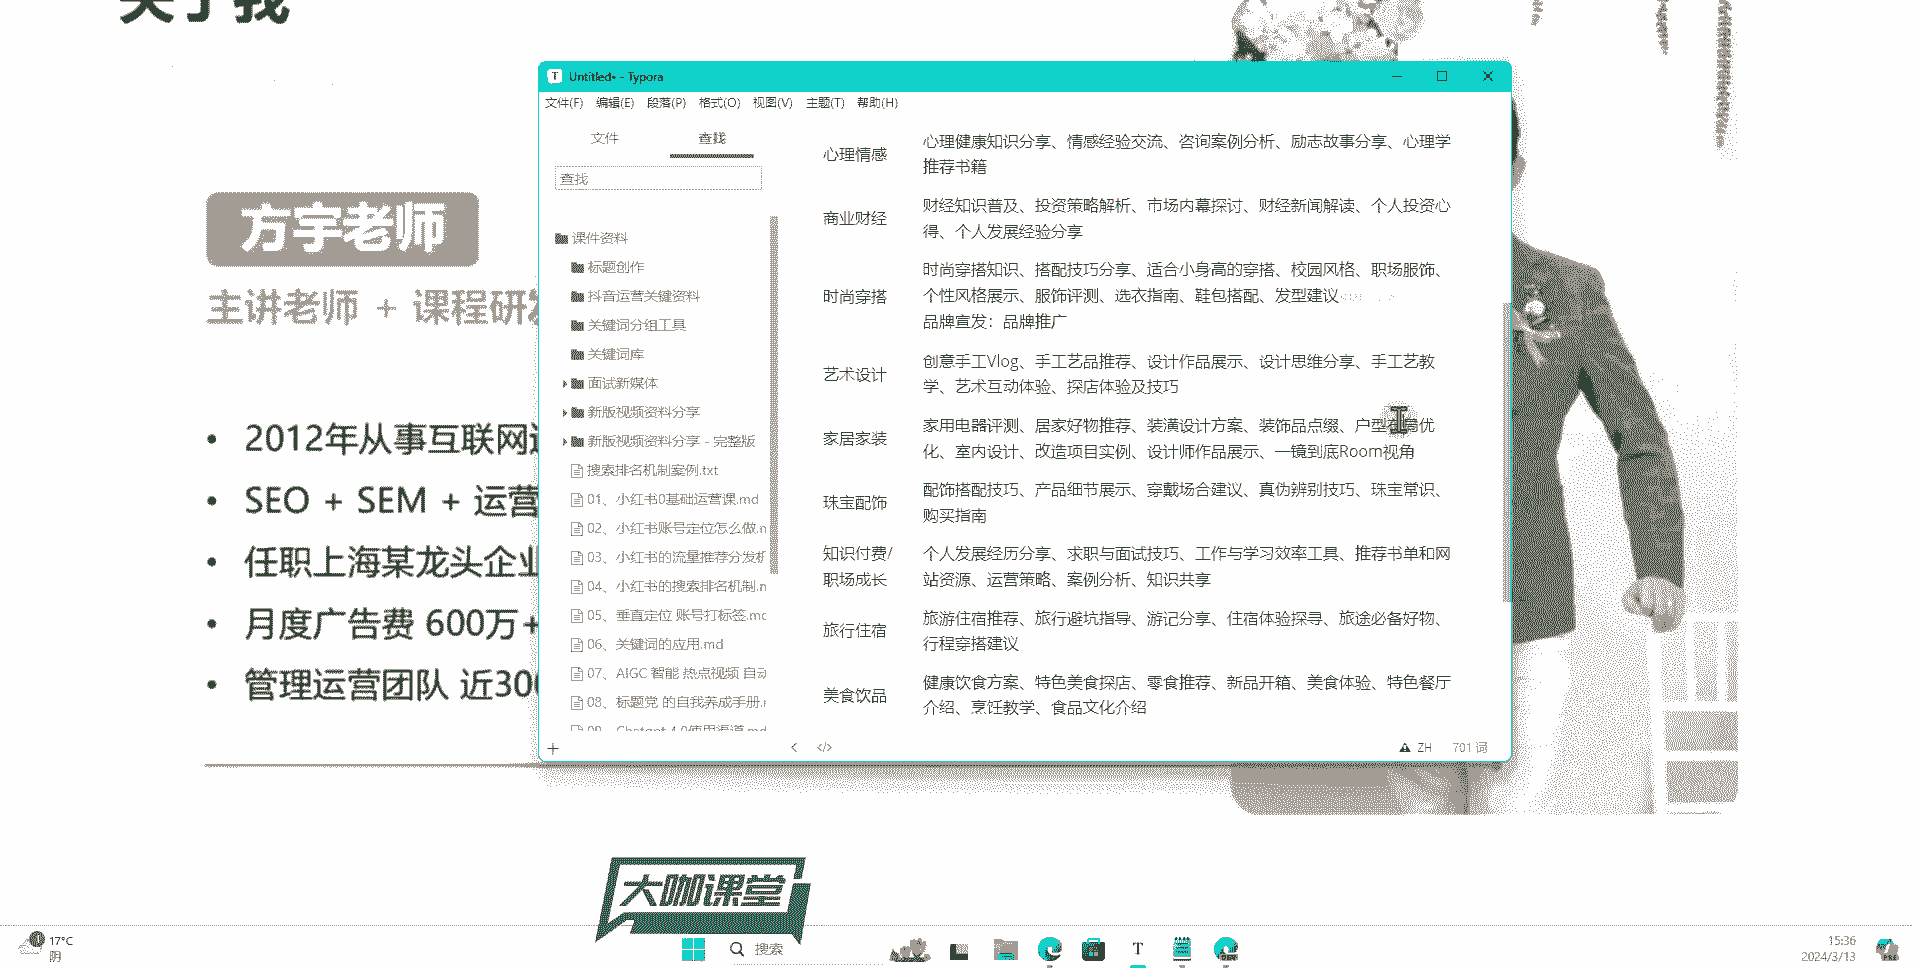 关于我
方宇老师
主讲老师 + 课程研发
2012年从事互联网
SEO + SEM + 运营
任职上海某龙头企业
月度广告费 600万+
管理运营团队 近30
Untitled• - Typora
文件(F) 编辑(E) 段落(P) 格式(O) 视图(V) 主题(T) 帮助(H)
文件 查找
查找
课件资料
标题创作
抖音运营关键资料
关键词分组工具
关键词库
面试新媒体
新版视频资料分享
新版视频资料分享 - 完整版
搜索排名机制案例.txt
01、小红书0基础运营课.md
02、小红书账号定位怎么做.m
03、小红书的流量推荐分发机
04、小红书的搜索排名机制.m
05、垂直定位 账号打标签.md
06、关键词的应用.md
07、AIGC 智能 热点视频 自动
08、标题党 的自我养成手册.m
09、Chatgpt 4.0使用渠道.md
心理情感
心理健康知识分享、情感经验交流、咨询案例分析、励志故事分享、心理学
推荐书籍
商业财经
财经知识普及、投资策略解析、市场内幕探讨、财经新闻解读、个人投资心
得、个人发展经验分享
时尚穿搭
时尚穿搭知识、搭配技巧分享、适合小身高的穿搭、校园风格、职场服饰、
个性风格展示、服饰评测、选衣指南、鞋包搭配、发型建议
品牌宣发：品牌推广
艺术设计
创意手工Vlog、手工艺品推荐、设计作品展示、设计思维分享、手工艺教
学、艺术互动体验、探店体验及技巧
家居家装
家用电器评测、居家好物推荐、装潢设计方案、装饰品点缀、户型布局优
化、室内设计、改造项目实例、设计师作品展示、一镜到底Room视角
珠宝配饰
配饰搭配技巧、产品细节展示、穿戴场合建议、真伪辨别技巧、珠宝常识、
购买指南
知识付费/
职场成长
个人发展经历分享、求职与面试技巧、工作与学习效率工具、推荐书单和网
站资源、运营策略、案例分析、知识共享
旅行住宿
旅游住宿推荐、旅行避坑指导、游记分享、住宿体验探寻、旅途必备好物、
行程穿搭建议
美食饮品
健康饮食方案、特色美食探店、零食推荐、新品开箱、美食体验、特色餐厅
介绍、烹饪教学、食品文化介绍
ZH 701 词
大咖课堂
17°C
阴
搜索
15:36
2024/3/13